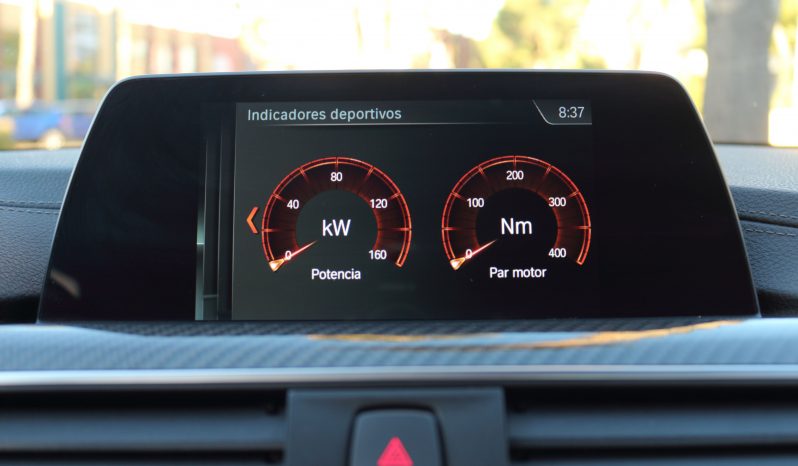 Indicadores deportivos 8:37
0 40 80 120 160
kW
Potencia
0 100 200 300 400
Nm
Par motor